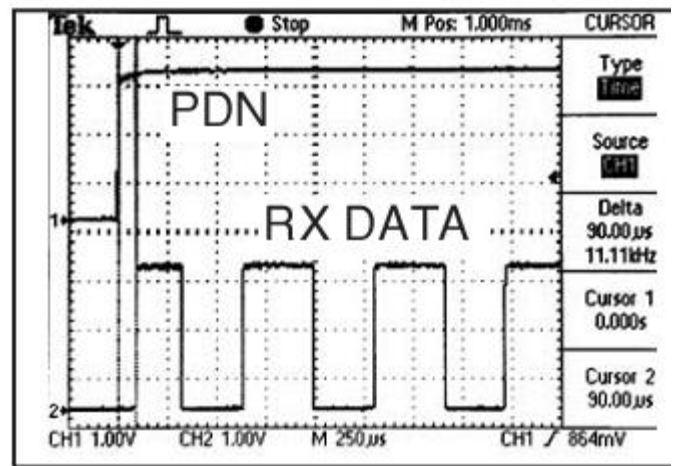 Tek Stop M Pos: 1.000ms CURSOR
Type
Time
PDN
Source
CH1
1
RX DATA
Delta
90.00µs
11.11kHz
Cursor 1
0.000s
Cursor 2
90.00µs
2
CH1 1.00V CH2 1.00V M 250µs CH1 / 864mV